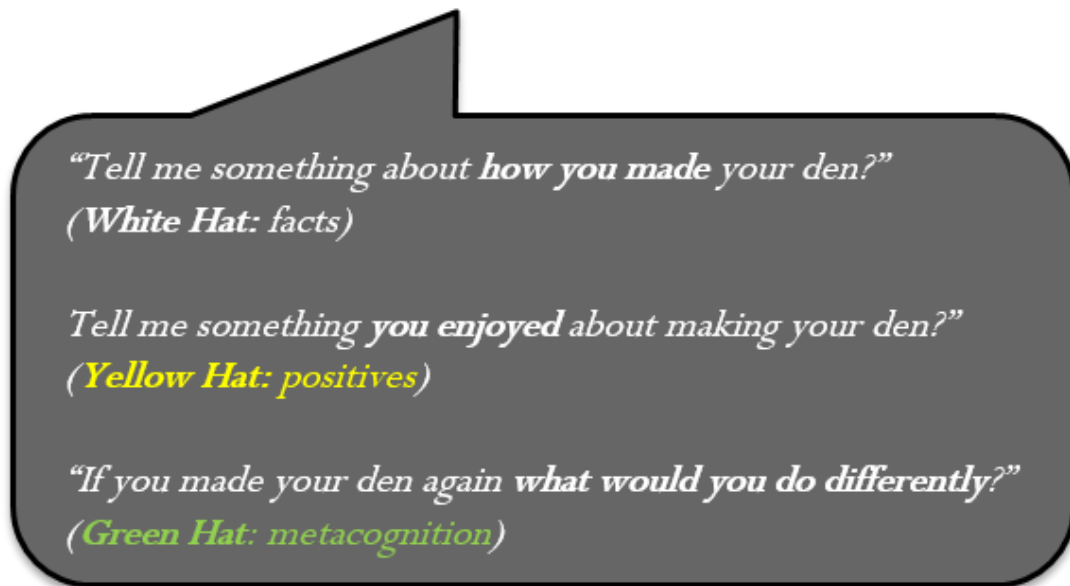 “Tell me something about how you made your den?”
(White Hat: facts)
Tell me something you enjoyed about making your den?”
(Yellow Hat: positives)
“If you made your den again what would you do differently?”
(Green Hat: metacognition)